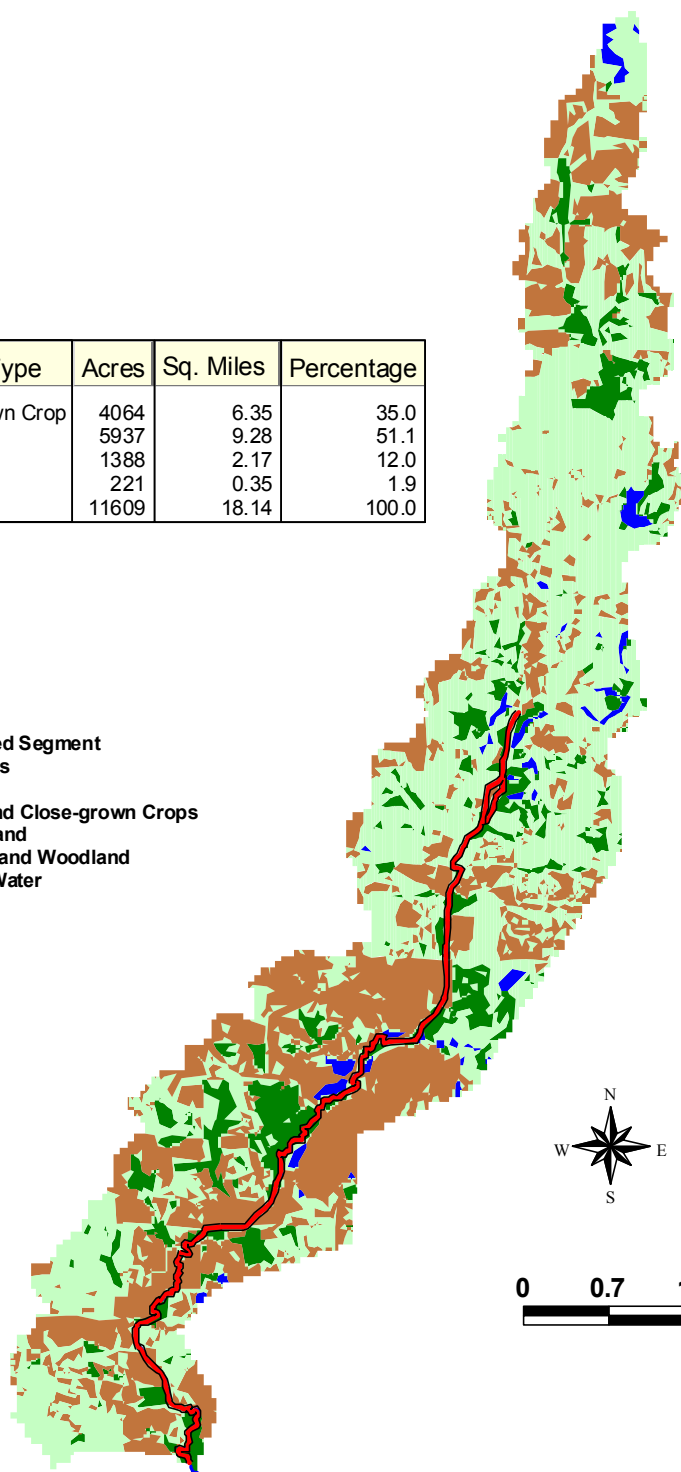 ype Acres Sq. Miles Percentage
wn Crop 4064 6.35 35.0
5937 9.28 51.1
1388 2.17 12.0
221 0.35 1.9
11609 18.14 100.0
ed Segment
s
nd Close-grown Crops
and
and Woodland
Water
N
W E
S
0 0.7